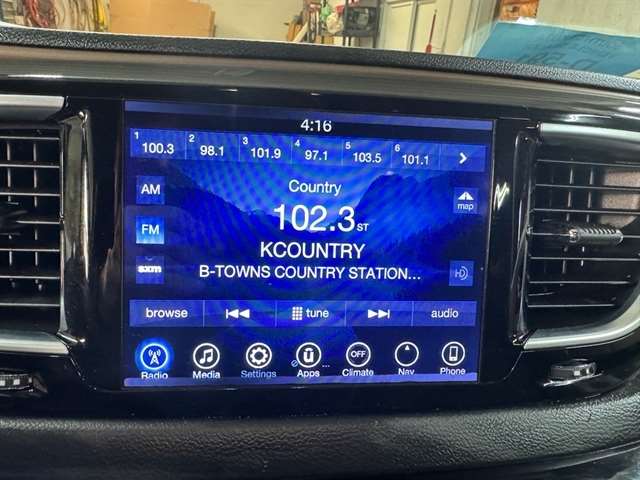 4:16
1 100.3 2 98.1 3 101.9 4 97.1 5 103.5 6 101.1
AM
Country
map
102.3 ST
FM
KCOUNTRY
B-TOWNS COUNTRY STATION...
sxm
HD
browse tune audio
OFF
Radio Media Settings Apps Climate Nav Phone